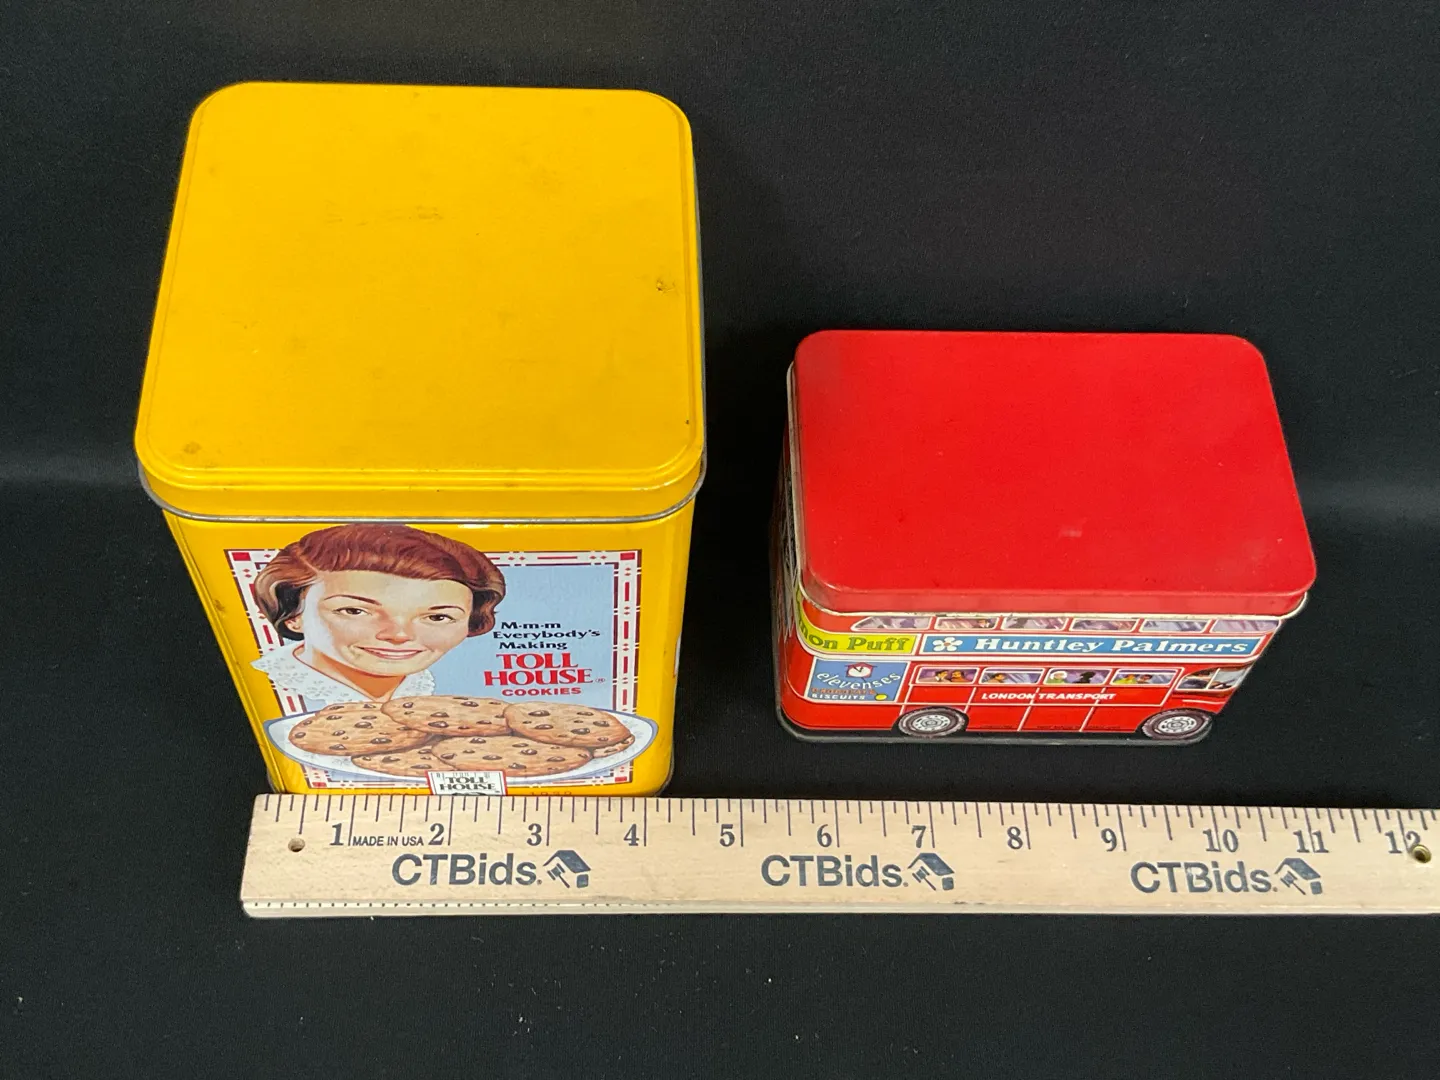 M-m-m
Everybody's
Making
TOLL
HOUSE®
COOKIES
TOLL
HOUSE
on Puff
Huntley Palmers
elevenses
BISCUITS
LONDON TRANSPORT
1 MADE IN USA 2 3 4 5 6 7 8 9 10 11 12
CTBids. CTBids. CTBids.